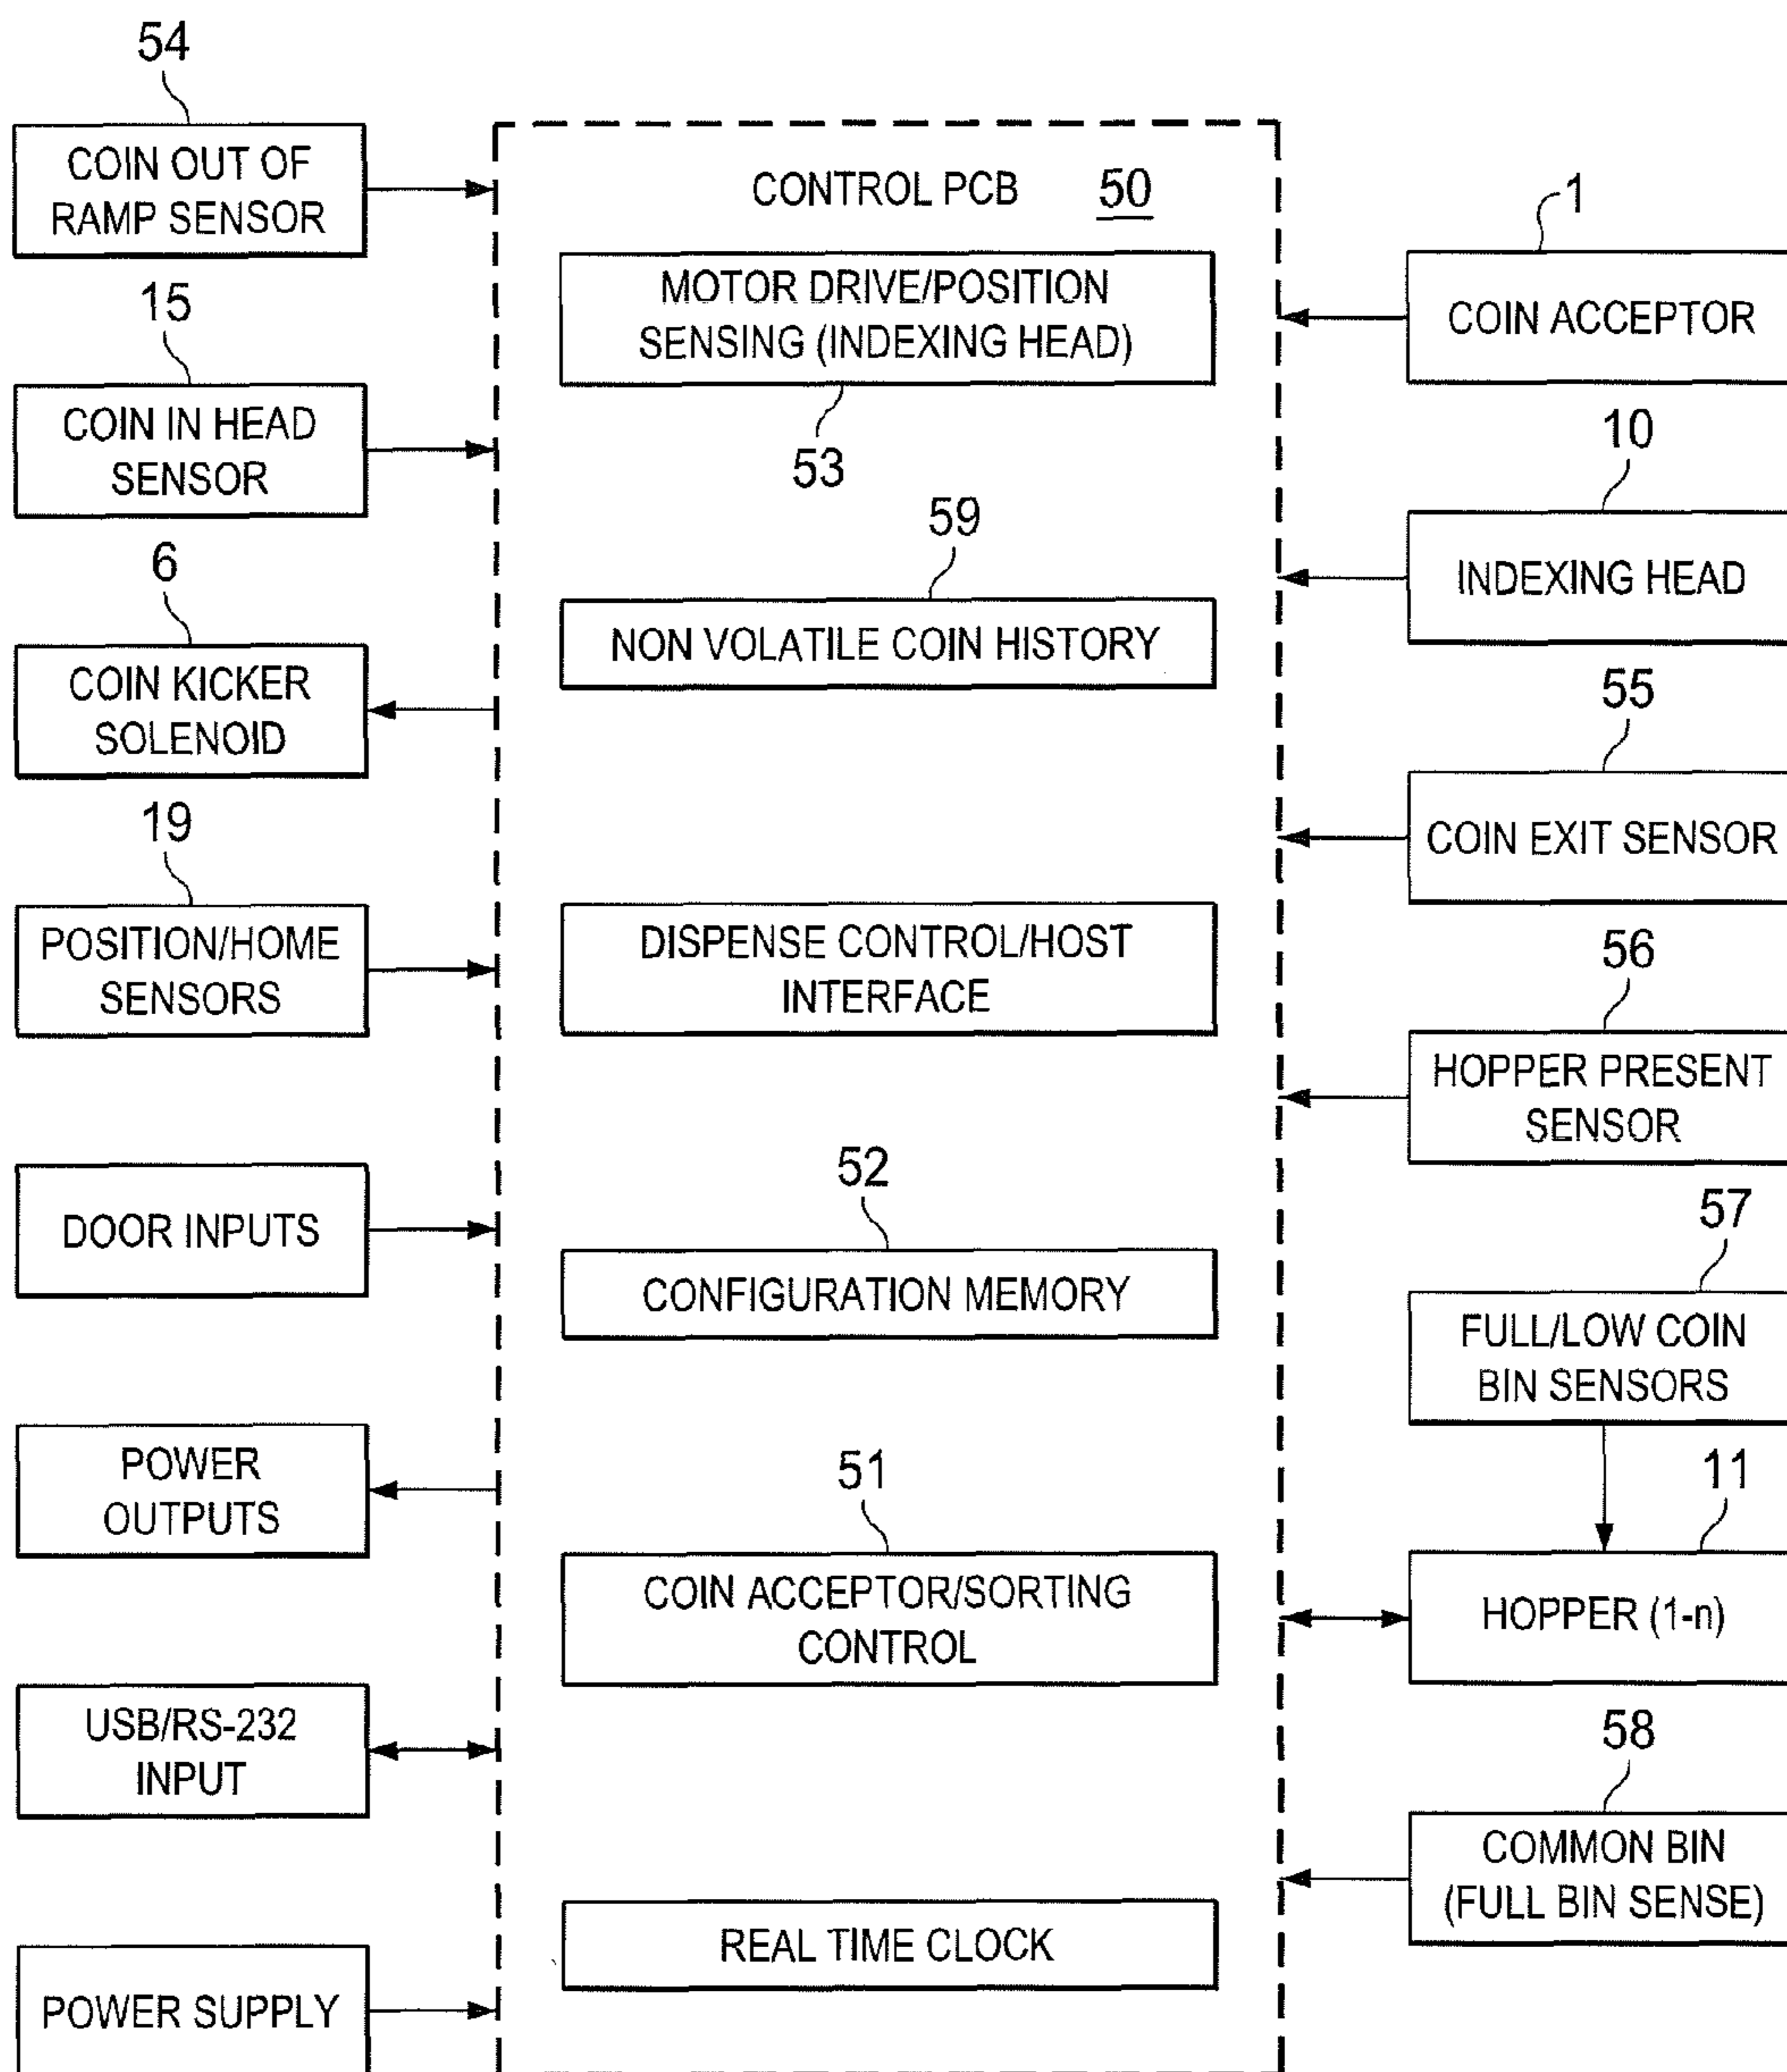 54
COIN OUT OF
RAMP SENSOR
15
COIN IN HEAD
SENSOR
6
COIN KICKER
SOLENOID
19
POSITION/HOME
SENSORS
DOOR INPUTS
POWER
OUTPUTS
USB/RS-232
INPUT
POWER SUPPLY
CONTROL PCB 50
MOTOR DRIVE/POSITION
SENSING (INDEXING HEAD)
53
59
NON VOLATILE COIN HISTORY
DISPENSE CONTROL/HOST
INTERFACE
52
CONFIGURATION MEMORY
51
COIN ACCEPTOR/SORTING
CONTROL
REAL TIME CLOCK
1
COIN ACCEPTOR
10
INDEXING HEAD
55
COIN EXIT SENSOR
56
HOPPER PRESENT
SENSOR
57
FULL/LOW COIN
BIN SENSORS
11
HOPPER (1-n)
58
COMMON BIN
(FULL BIN SENSE)